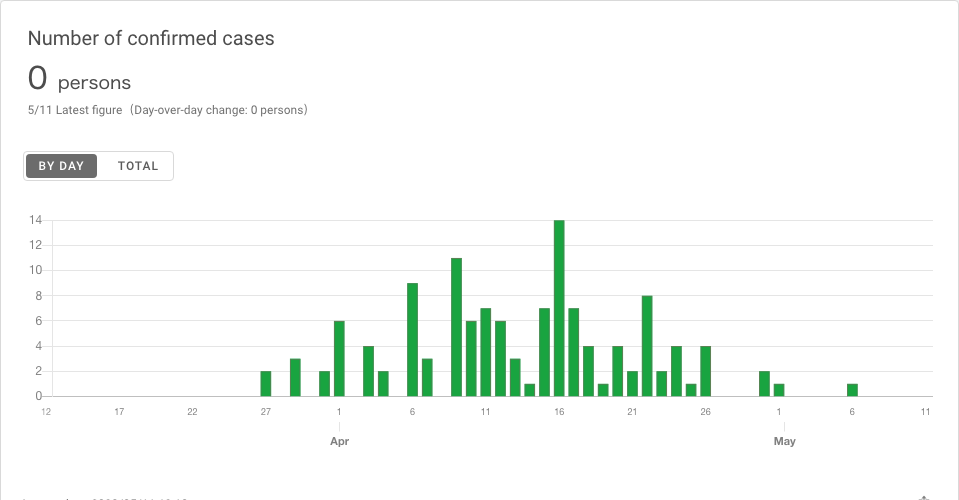 Number of confirmed cases
0 persons
5/11 Latest figure (Day-over-day change: 0 persons)
BY DAY TOTAL
14
12
10
8
6
4
2
0
12 17 22 27 1 6 11 16 21 26 1 6 11
Apr May